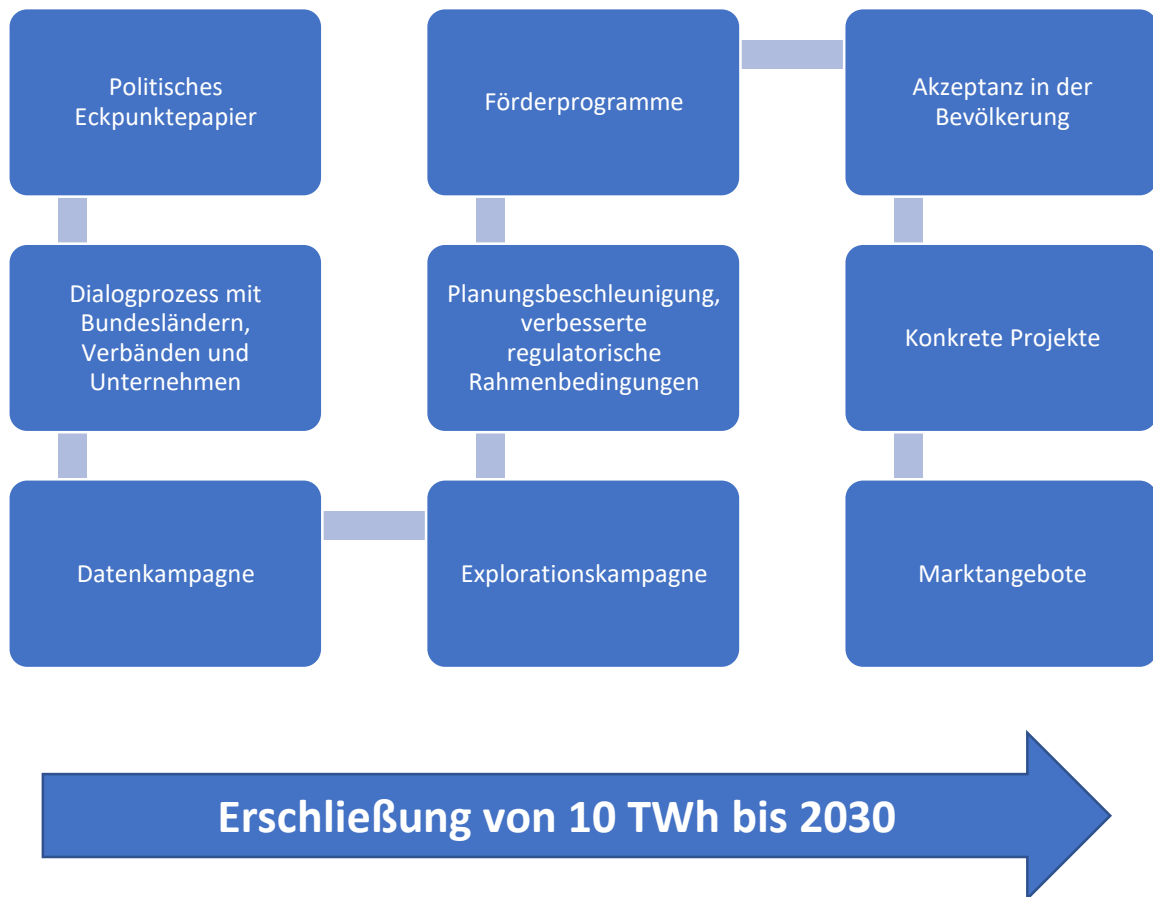 Politisches
Eckpunktepapier
Dialogprozess mit
Bundesländern,
Verbänden und
Unternehmen
Datenkampagne
Explorationskampagne
Planungsbeschleunigung,
verbesserte
regulatorische
Rahmenbedingungen
Förderprogramme
Akzeptanz in der
Bevölkerung
Konkrete Projekte
Marktangebote
Erschließung von 10 TWh bis 2030